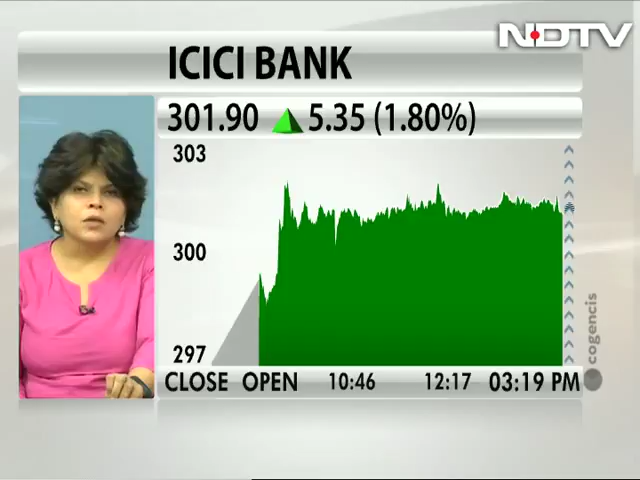 NDTV
ICICI BANK
301.90 5.35 (1.80%)
303
300
297
CLOSE OPEN 10:46 12:17 03:19 PM
cogencis